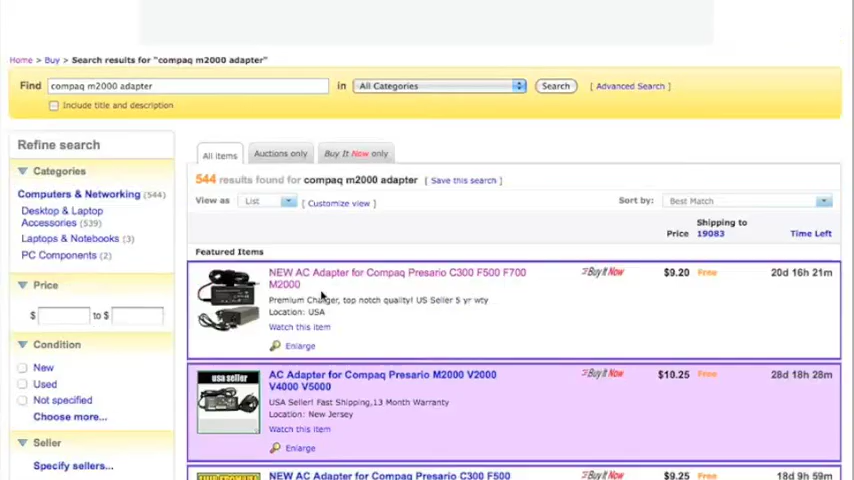 Home > Buy > Search results for "compaq m2000 adapter"
Find compaq m2000 adapter in All Categories Search [ Advanced Search ]
Include title and description
Refine search
Categories
Computers & Networking (544)
Desktop & Laptop
Accessories (539)
Laptops & Notebooks (3)
PC Components (2)
Price
$ to $
Condition
New
Used
Not specified
Choose more...
Seller
Specify sellers...
All items Auctions only Buy It Now only
544 results found for compaq m2000 adapter [ Save this search ]
View as List [ Customize view ] Sort by: Best Match
Price Shipping to 19083 Time Left
Featured Items
NEW AC Adapter for Compaq Presario C300 F500 F700
M2000
Premium Charger, top notch quality! US Seller 5 yr wty
Location: USA
Watch this item
Enlarge
Buy It Now $9.20 Free 20d 16h 21m
usa seller
AC Adapter for Compaq Presario M2000 V2000
V4000 V5000
USA Seller! Fast Shipping,13 Month Warranty
Location: New Jersey
Watch this item
Enlarge
Buy It Now $10.25 Free 28d 18h 28m
NEW AC Adapter for Compaq Presario C300 F500
Buy It Now $9.25 Free 18d 9h 59m